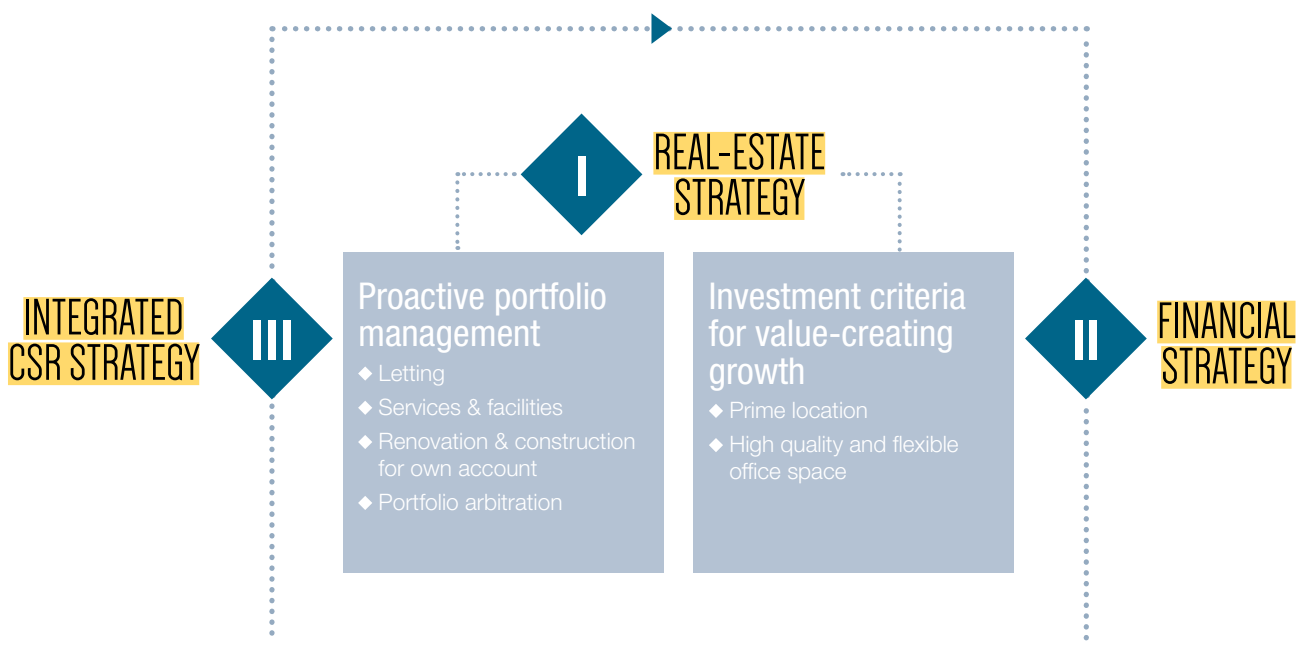 I
REAL-ESTATE
STRATEGY
III
INTEGRATED
CSR STRATEGY
Proactive portfolio
management
◆ Letting
◆ Services & facilities
◆ Renovation & construction
for own account
◆ Portfolio arbitration
Investment criteria
for value-creating
growth
◆ Prime location
◆ High quality and flexible
office space
II
FINANCIAL
STRATEGY